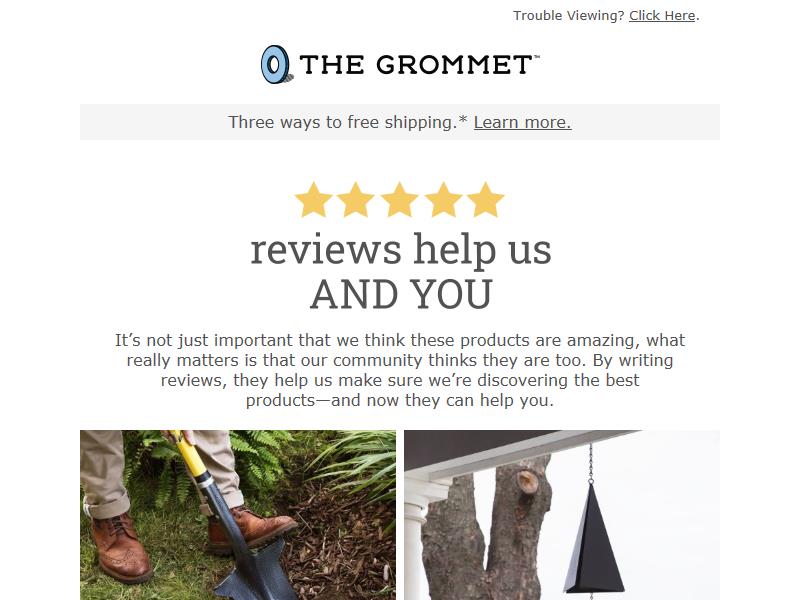 Trouble Viewing? Click Here.
THE GROMMET™
Three ways to free shipping.* Learn more.
reviews help us
AND YOU
It’s not just important that we think these products are amazing, what
really matters is that our community thinks they are too. By writing
reviews, they help us make sure we’re discovering the best
products—and now they can help you.